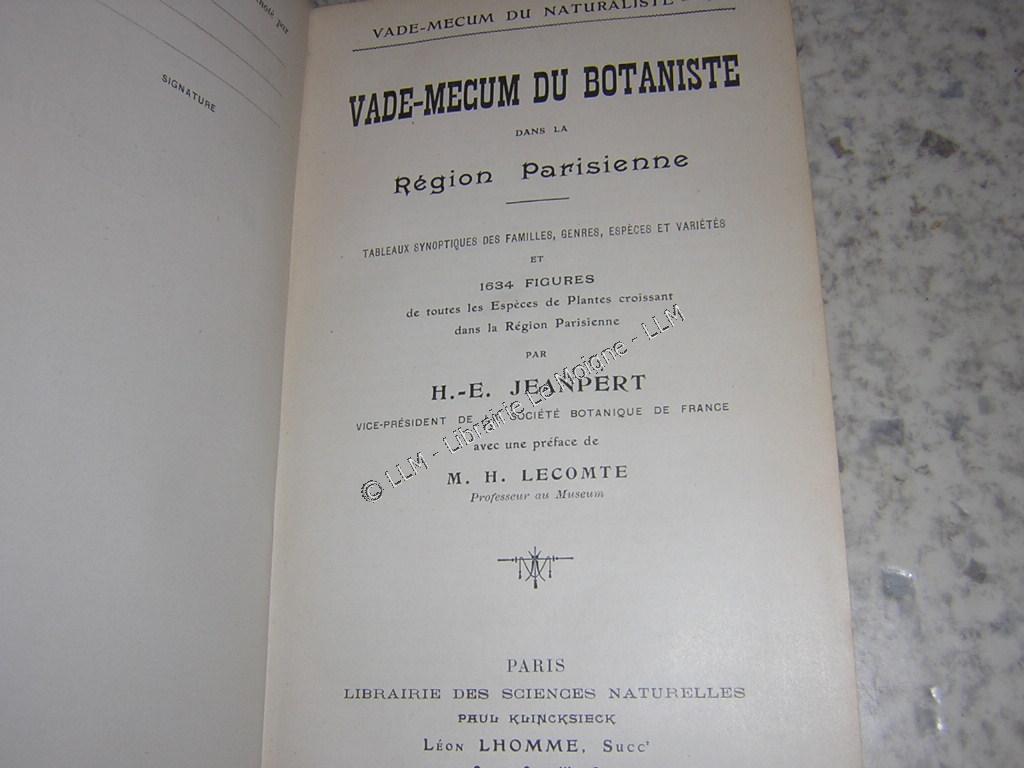 par
SIGNATURE
VADE-MECUM DU NATURALISTE
VADE-MECUM DU BOTANISTE
DANS LA
Région Parisienne
TABLEAUX SYNOPTIQUES DES FAMILLES, GENRES, ESPÈCES ET VARIÉTÉS
ET
1634 FIGURES
de toutes les Espèces de Plantes croissant
dans la Région Parisienne
PAR
H.-E. JEANPERT
VICE-PRÉSIDENT DE LA SOCIÉTÉ BOTANIQUE DE FRANCE
avec une préface de
M. H. LECOMTE
Professeur au Museum
© LLM - Librairie Le Moigne - LLM
PARIS
LIBRAIRIE DES SCIENCES NATURELLES
PAUL KLINCKSIECK
LÉON LHOMME, Succr